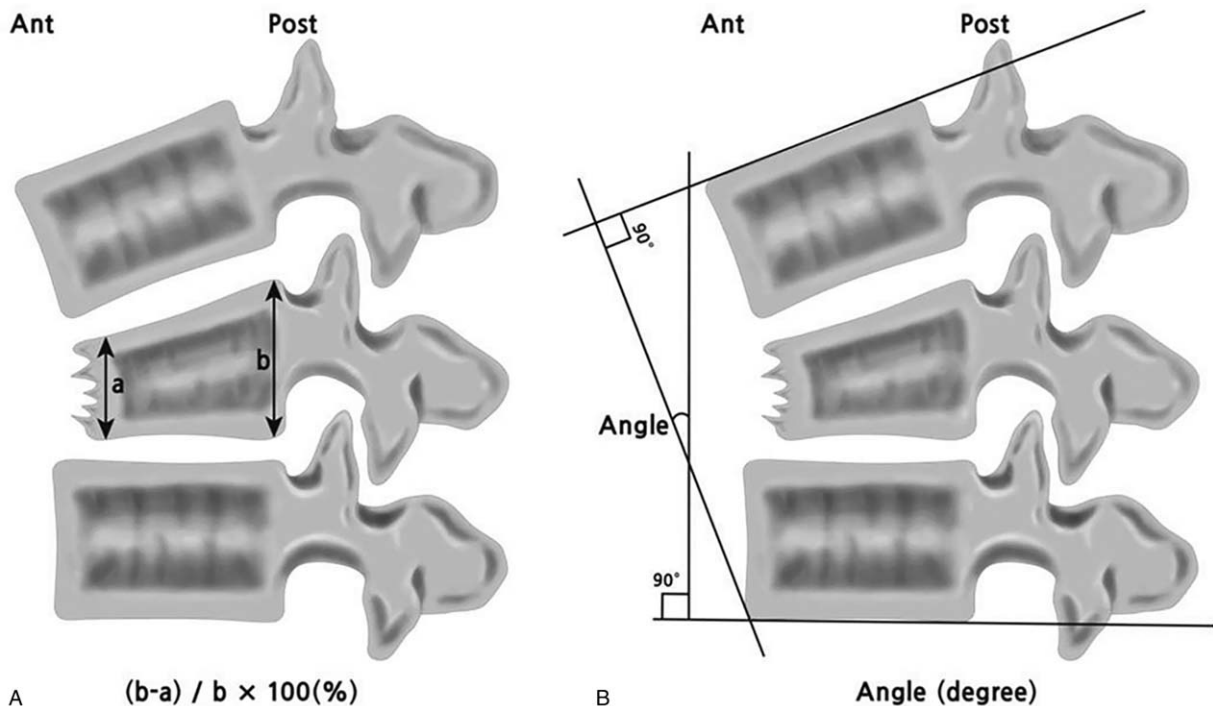 Ant Post
a
b
A (b-a) / b × 100(%)
Ant Post
90°
Angle
90°
B Angle (degree)